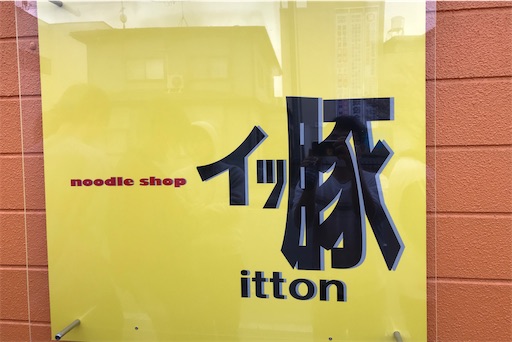 noodle shop
イッ豚
itton